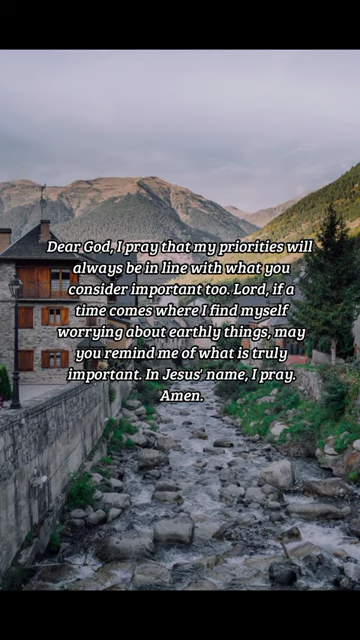 Dear God, I pray that my priorities will
always be in line with what you
consider important too. Lord, if a
time comes where I find myself
worrying about earthly things, may
you remind me of what is truly
important. In Jesus' name, I pray.
Amen.